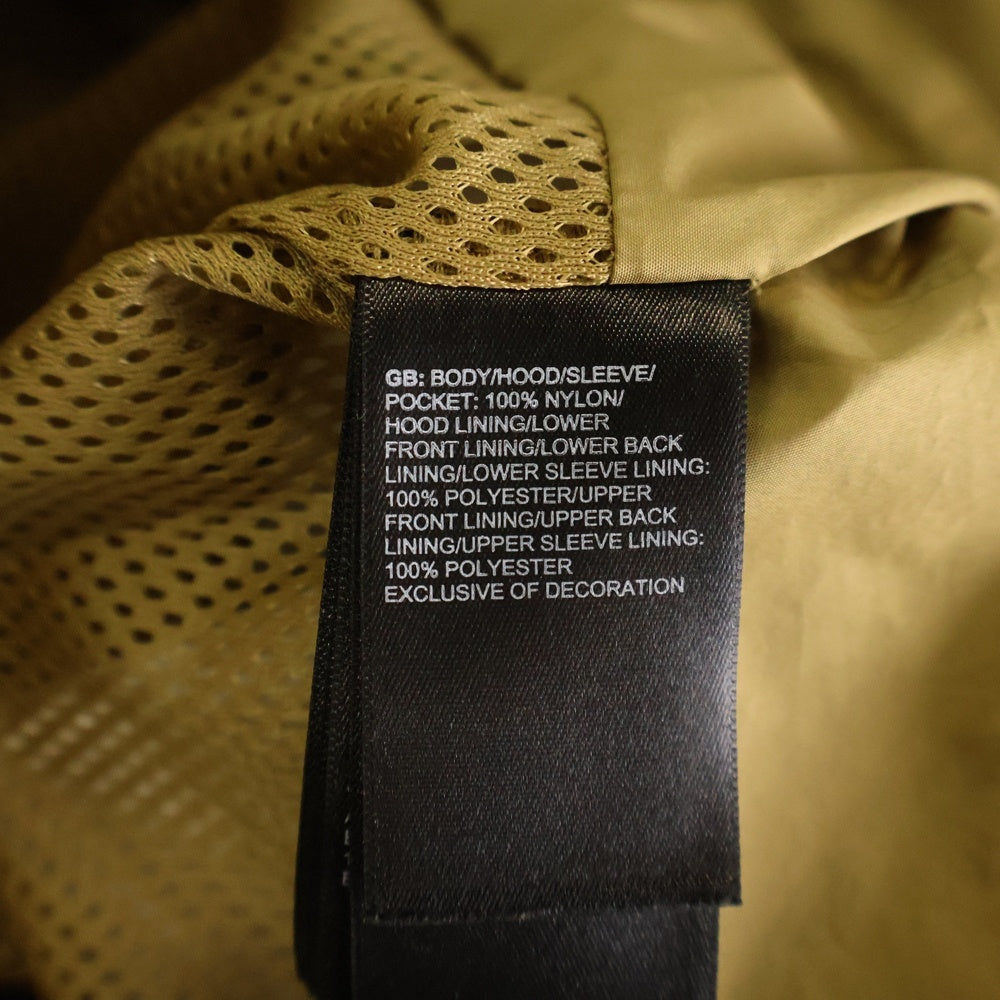 GB: BODY/HOOD/SLEEVE/
POCKET: 100% NYLON/
HOOD LINING/LOWER
FRONT LINING/LOWER BACK
LINING/LOWER SLEEVE LINING:
100% POLYESTER/UPPER
FRONT LINING/UPPER BACK
LINING/UPPER SLEEVE LINING:
100% POLYESTER
EXCLUSIVE OF DECORATION